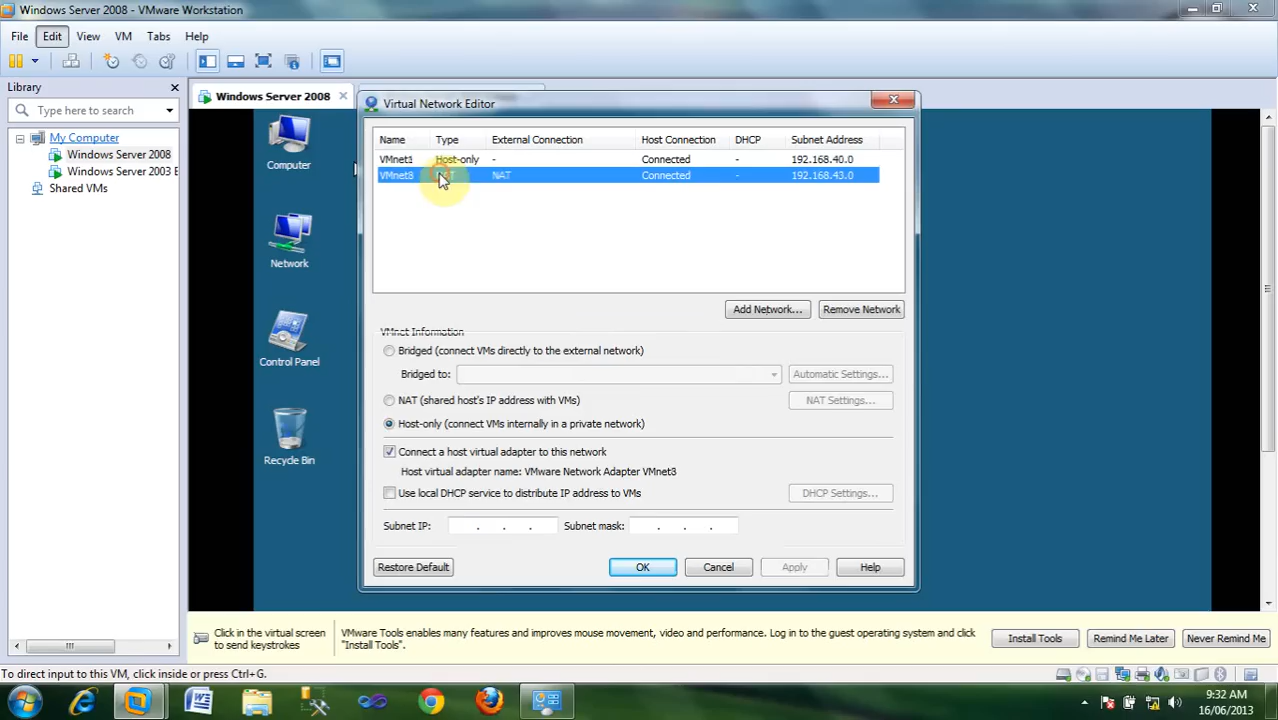 Windows Server 2008 - VMware Workstation
File Edit View VM Tabs Help
Library
Type here to search
My Computer
Windows Server 2008
Windows Server 2003 E
Shared VMs
Windows Server 2008
Computer
Network
Control Panel
Recycle Bin
Virtual Network Editor
Name Type External Connection Host Connection DHCP Subnet Address
VMnet1 Host-only - Connected - 192.168.40.0
VMnet8 NAT NAT Connected - 192.168.43.0
Add Network... Remove Network
VMnet Information
Bridged (connect VMs directly to the external network)
Bridged to: Automatic Settings...
NAT (shared host's IP address with VMs) NAT Settings...
Host-only (connect VMs internally in a private network)
Connect a host virtual adapter to this network
Host virtual adapter name: VMware Network Adapter VMnet3
Use local DHCP service to distribute IP address to VMs DHCP Settings...
Subnet IP: . . . Subnet mask: . . .
Restore Default OK Cancel Apply Help
Click in the virtual screen
to send keystrokes
VMware Tools enables many features and improves mouse movement, video and performance. Log in to the guest operating system and click
"Install Tools".
Install Tools Remind Me Later Never Remind Me
To direct input to this VM, click inside or press Ctrl+G.
9:32 AM
16/06/2013